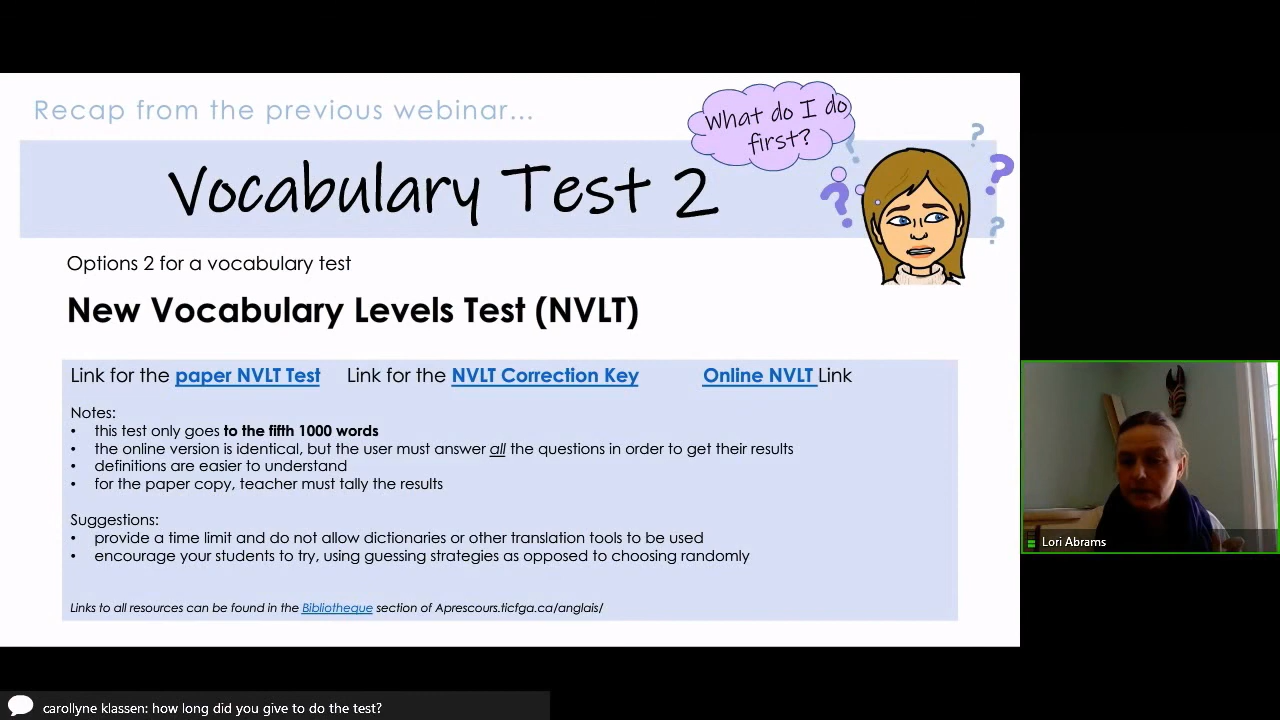 Recap from the previous webinar...
What do I do
first?
Vocabulary Test 2
Options 2 for a vocabulary test
New Vocabulary Levels Test (NVLT)
Link for the paper NVLT Test Link for the NVLT Correction Key Online NVLT Link
Notes:
• this test only goes to the fifth 1000 words
• the online version is identical, but the user must answer all the questions in order to get their results
• definitions are easier to understand
• for the paper copy, teacher must tally the results
Suggestions:
• provide a time limit and do not allow dictionaries or other translation tools to be used
• encourage your students to try, using guessing strategies as opposed to choosing randomly
Links to all resources can be found in the Bibliotheque section of Aprescours.ticfga.ca/anglais/
Lori Abrams
carollyne klassen: how long did you give to do the test?